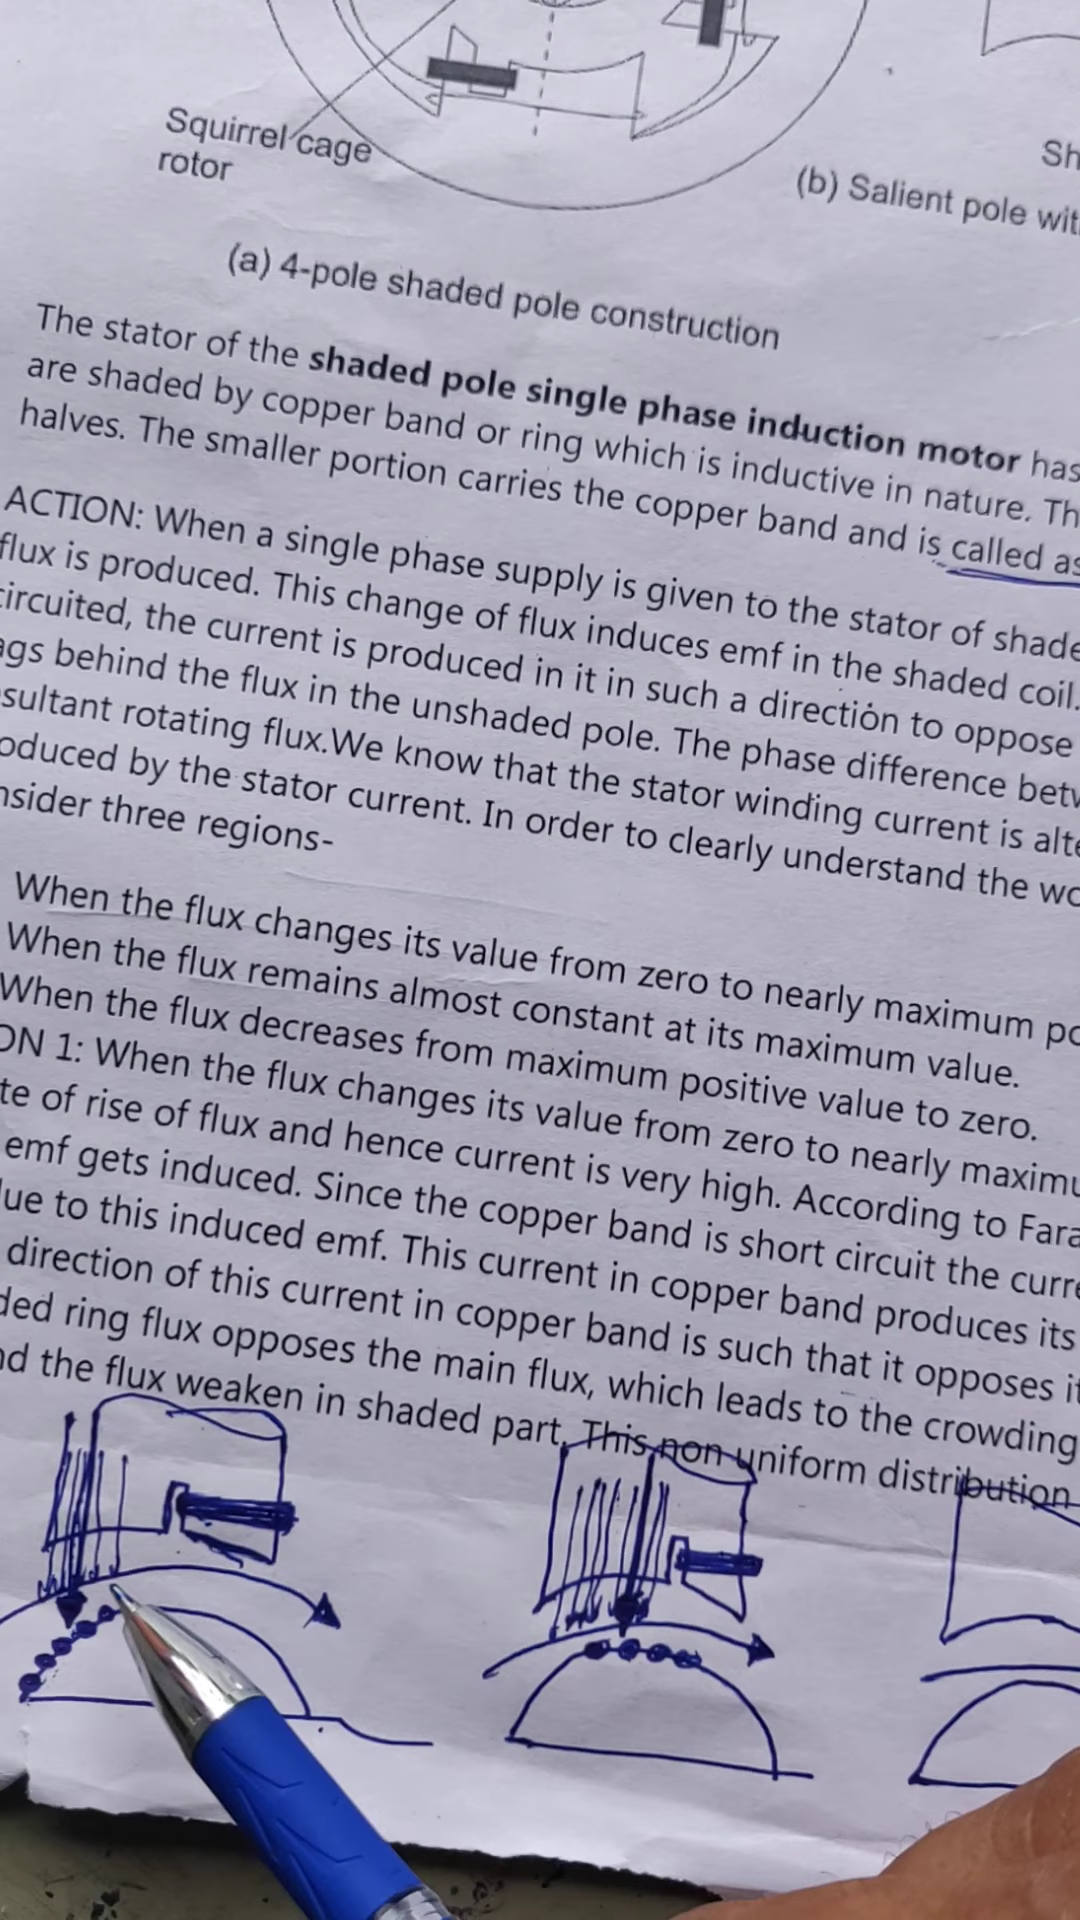 Squirrel cage
rotor
Sh
(b) Salient pole wit
(a) 4-pole shaded pole construction
The stator of the shaded pole single phase induction motor has
are shaded by copper band or ring which is inductive in nature. Th
halves. The smaller portion carries the copper band and is called as
ACTION: When a single phase supply is given to the stator of shade
flux is produced. This change of flux induces emf in the shaded coil.
circuited, the current is produced in it in such a direction to oppose
ags behind the flux in the unshaded pole. The phase difference betw
sultant rotating flux.We know that the stator winding current is alte
oduced by the stator current. In order to clearly understand the wo
nsider three regions-
When the flux changes its value from zero to nearly maximum po
When the flux remains almost constant at its maximum value.
When the flux decreases from maximum positive value to zero.
ON 1: When the flux changes its value from zero to nearly maximu
te of rise of flux and hence current is very high. According to Fara
emf gets induced. Since the copper band is short circuit the curre
lue to this induced emf. This current in copper band produces its
direction of this current in copper band is such that it opposes it
ded ring flux opposes the main flux, which leads to the crowding
nd the flux weaken in shaded part. This non uniform distribution